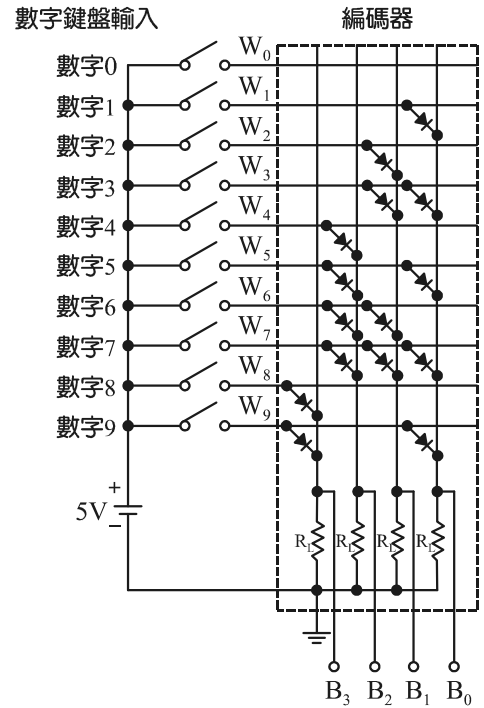 數字鍵盤輸入 編碼器
數字0 W0
數字1 W1
數字2 W2
數字3 W3
數字4 W4
數字5 W5
數字6 W6
數字7 W7
數字8 W8
數字9 W9
+
5V
−
RL RL RL RL
B3 B2 B1 B0